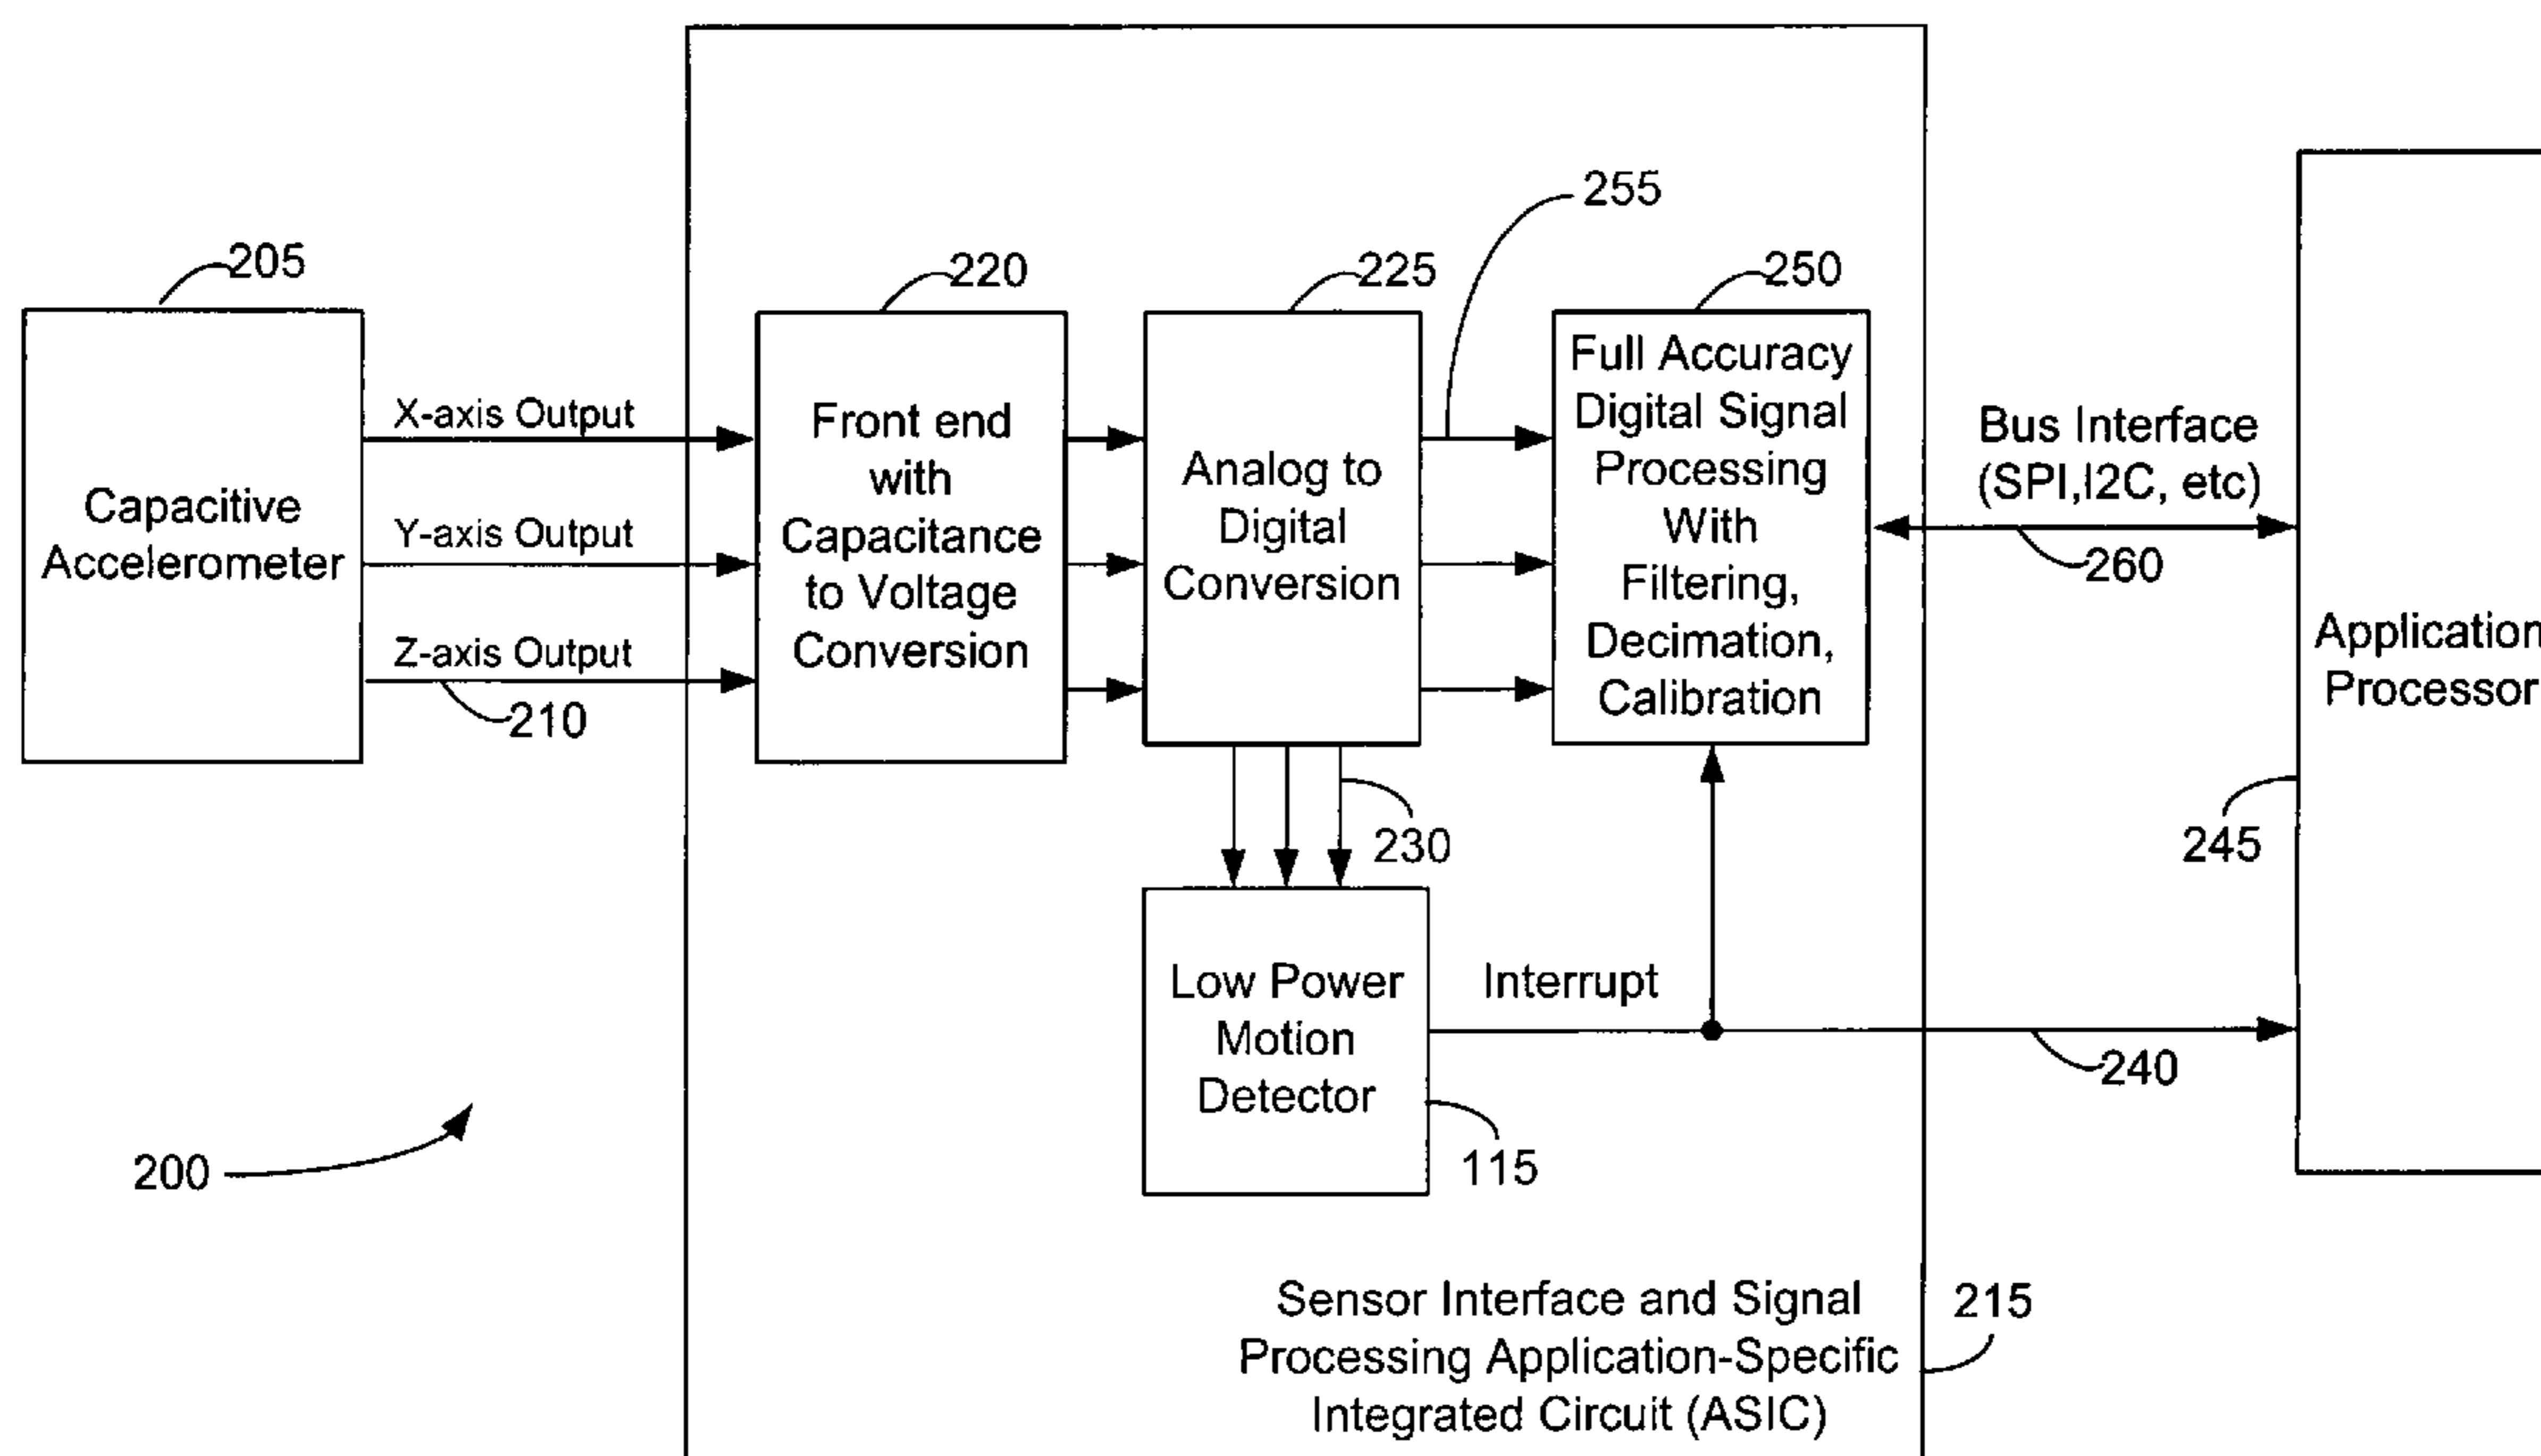 205
Capacitive
Accelerometer
X-axis Output
Y-axis Output
Z-axis Output
210
220
Front end
with
Capacitance
to Voltage
Conversion
225
Analog to
Digital
Conversion
255
250
Full Accuracy
Digital Signal
Processing
With
Filtering,
Decimation,
Calibration
Bus Interface
(SPI,I2C, etc)
260
Application
Processor
245
230
Low Power
Motion
Detector
115
Interrupt
240
200
Sensor Interface and Signal
Processing Application-Specific
Integrated Circuit (ASIC)
215